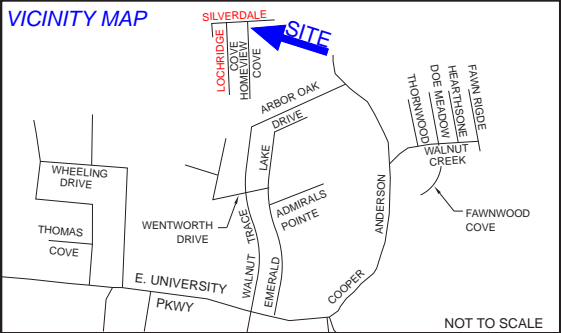 VICINITY MAP
SILVERDALE
SITE
LOCHRIDGE
COVE
HOMEVIEW
COVE
ARBOR OAK
DRIVE
LAKE
THORNWOOD
DOE MEADOW
HEARTHSONE
FAWN RIGDE
WALNUT
CREEK
WHEELING
DRIVE
THOMAS
COVE
WENTWORTH
DRIVE
ADMIRALS
POINTE
ANDERSON
FAWNWOOD
COVE
WALNUT TRACE
EMERALD
E. UNIVERSITY
PKWY
COOPER
NOT TO SCALE